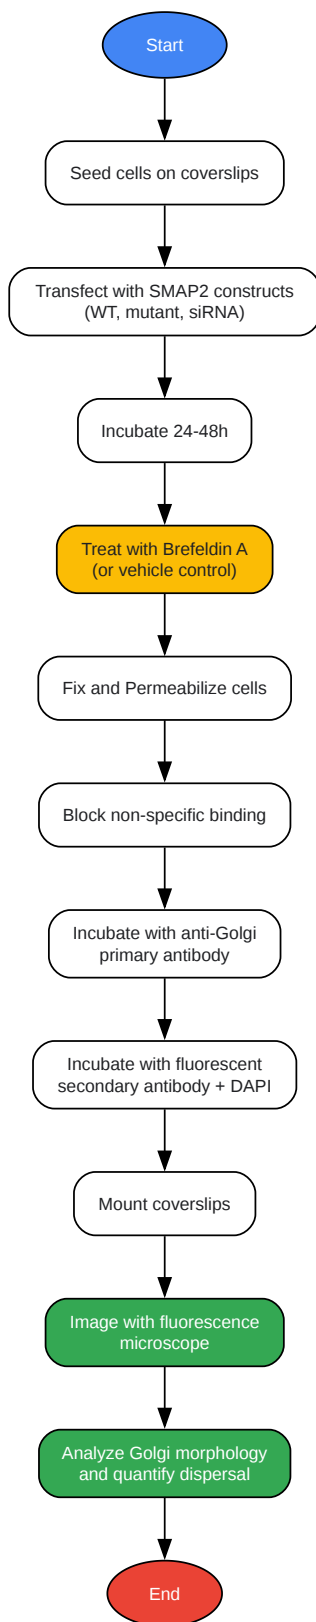 Start
Seed cells on coverslips
Transfect with SMAP2 constructs
(WT, mutant, siRNA)
Incubate 24-48h
Treat with Brefeldin A
(or vehicle control)
Fix and Permeabilize cells
Block non-specific binding
Incubate with anti-Golgi
primary antibody
Incubate with fluorescent
secondary antibody + DAPI
Mount coverslips
Image with fluorescence
microscope
Analyze Golgi morphology
and quantify dispersal
End